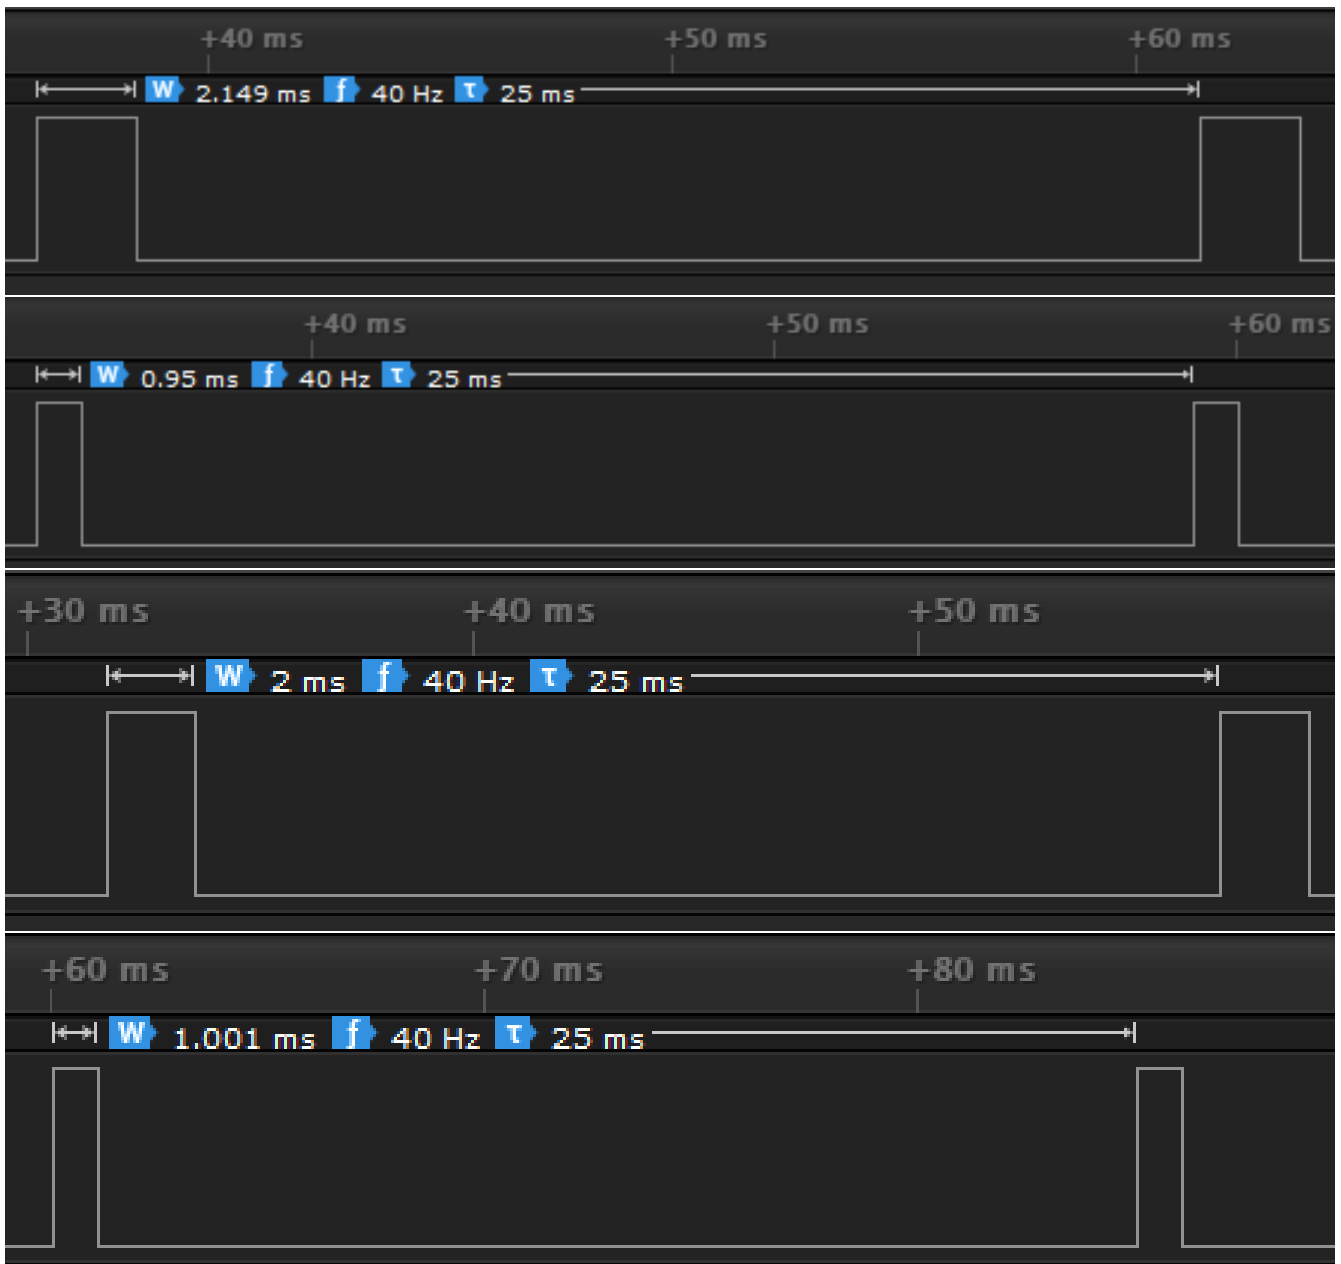 +40 ms +50 ms +60 ms
W 2.149 ms f 40 Hz τ 25 ms
+40 ms +50 ms +60 ms
W 0.95 ms f 40 Hz τ 25 ms
+30 ms +40 ms +50 ms
W 2 ms f 40 Hz τ 25 ms
+60 ms +70 ms +80 ms
W 1.001 ms f 40 Hz τ 25 ms